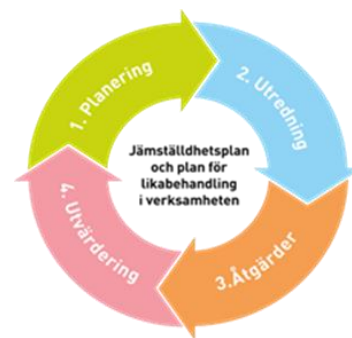 1. Planering
2. Utredning
Jämställdhetsplan
och plan för
likabehandling
i verksamheten
3.Åtgärder
4. Utvärdering